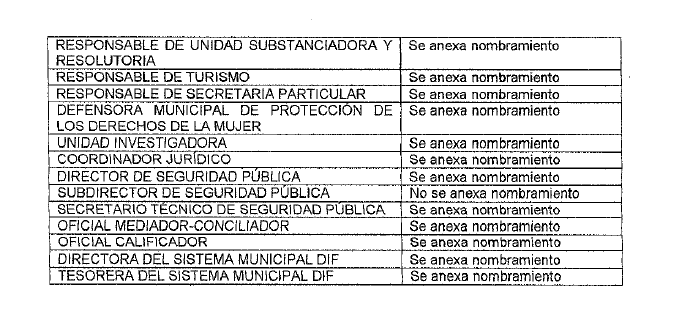 RESPONSABLE DE UNIDAD SUBSTANCIADORA Y RESOLUTORIA Se anexa nombramiento
RESPONSABLE DE TURISMO Se anexa nombramiento
RESPONSABLE DE SECRETARIA PARTICULAR Se anexa nombramiento
DEFENSORA MUNICIPAL DE PROTECCIÓN DE LOS DERECHOS DE LA MUJER Se anexa nombramiento
UNIDAD INVESTIGADORA Se anexa nombramiento
COORDINADOR JURÍDICO Se anexa nombramiento
DIRECTOR DE SEGURIDAD PÚBLICA Se anexa nombramiento
SUBDIRECTOR DE SEGURIDAD PÚBLICA No se anexa nombramiento
SECRETARIO TÉCNICO DE SEGURIDAD PÚBLICA Se anexa nombramiento
OFICIAL MEDIADOR-CONCILIADOR Se anexa nombramiento
OFICIAL CALIFICADOR Se anexa nombramiento
DIRECTORA DEL SISTEMA MUNICIPAL DIF Se anexa nombramiento
TESORERA DEL SISTEMA MUNICIPAL DIF Se anexa nombramiento